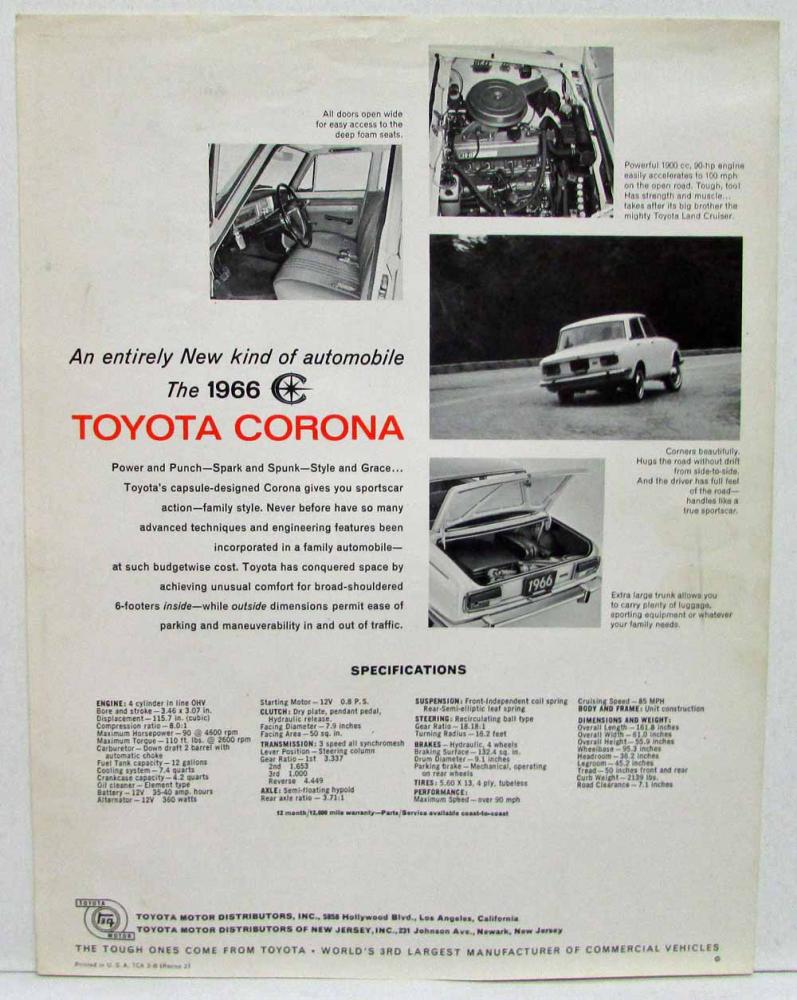 All doors open wide
for easy access to the
deep foam seats.
Powerful 1900 cc, 90-hp engine
easily accelerates to 100 mph
on the open road. Tough, too!
Has strength and muscle...
takes after its big brother the
mighty Toyota Land Cruiser.
An entirely New kind of automobile
The 1966
TOYOTA CORONA
Power and Punch—Spark and Spunk—Style and Grace...
Toyota's capsule-designed Corona gives you sportscar
action—family style. Never before have so many
advanced techniques and engineering features been
incorporated in a family automobile—
at such budgetwise cost. Toyota has conquered space by
achieving unusual comfort for broad-shouldered
6-footers inside—while outside dimensions permit ease of
parking and maneuverability in and out of traffic.
Corners beautifully.
Hugs the road without drift
from side-to-side.
And the driver has full feel
of the road—
handles like a
true sportscar.
1966
Extra large trunk allows you
to carry plenty of luggage,
sporting equipment or whatever
your family needs.
SPECIFICATIONS
ENGINE: 4 cylinder in line OHV
Bore and stroke—3.46 x 3.07 in.
Displacement—115.7 in. (cubic)
Compression ratio—8.0:1
Maximum Horsepower—90 @ 4600 rpm
Maximum Torque—110 ft. lbs. @ 2600 rpm
Carburetor—Down draft 2 barrel with
automatic choke
Fuel Tank capacity—12 gallons
Cooling system—7.4 quarts
Crankcase capacity—4.2 quarts
Oil cleaner—Element type
Battery—12V 35-40 amp. hours
Alternator—12V 360 watts
Starting Motor—12V 0.8 P.S.
CLUTCH: Dry plate, pendant pedal,
Hydraulic release.
Facing Diameter—7.9 inches
Facing Area—50 sq. in.
TRANSMISSION: 3 speed all synchromesh
Lever Position—Steering column
Gear Ratio—1st 3.337
2nd 1.653
3rd 1.000
Reverse 4.449
AXLE: Semi-floating hypoid
Rear axle ratio—3.71:1
SUSPENSION: Front-Independent coil spring
Rear-Semi-elliptic leaf spring
STEERING: Recirculating ball type
Gear Ratio—18.18:1
Turning Radius—16.2 feet
BRAKES—Hydraulic, 4 wheels
Braking Surface—132.4 sq. in.
Drum Diameter—9.1 inches
Parking brake—Mechanical, operating
on rear wheels
TIRES: 5.60 X 13, 4 ply, tubeless
PERFORMANCE:
Maximum Speed—over 90 mph
Cruising Speed—85 MPH
BODY AND FRAME: Unit construction
DIMENSIONS AND WEIGHT:
Overall Length—161.8 inches
Overall Width—61.0 inches
Overall Height—55.9 inches
Wheelbase—95.3 inches
Headroom—36.2 inches
Legroom—45.2 inches
Tread—50 inches front and rear
Curb Weight—2139 lbs.
Road Clearance—7.1 inches
12 month/12,000 mile warranty—Parts/Service available coast-to-coast
TOYOTA
MOTOR
TOYOTA MOTOR DISTRIBUTORS, INC., 5858 Hollywood Blvd., Los Angeles, California
TOYOTA MOTOR DISTRIBUTORS OF NEW JERSEY, INC., 231 Johnson Ave., Newark, New Jersey
THE TOUGH ONES COME FROM TOYOTA • WORLD'S 3RD LARGEST MANUFACTURER OF COMMERCIAL VEHICLES
Printed in U. S. A.